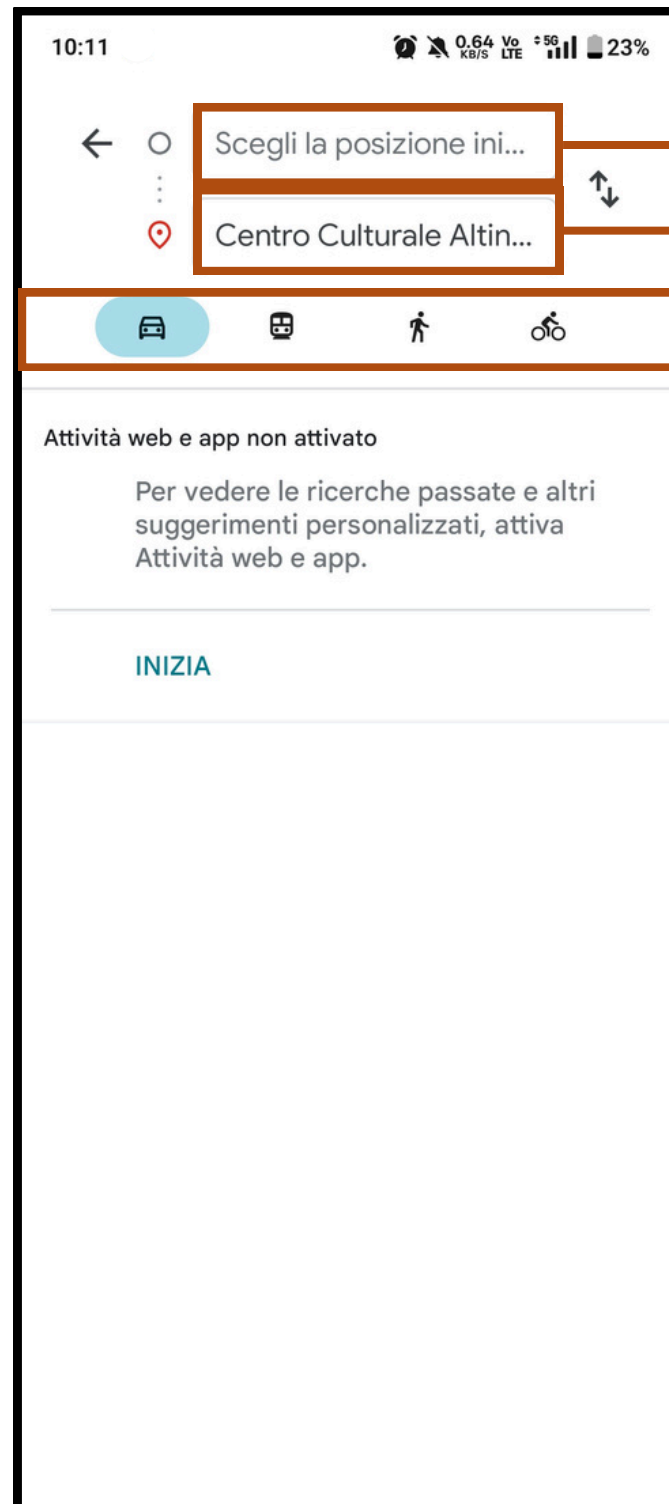 10:11
0.64 KB/S Vo LTE 5G 23%
Scegli la posizione ini...
Centro Culturale Altin...
Attività web e app non attivato
Per vedere le ricerche passate e altri
suggerimenti personalizzati, attiva
Attività web e app.
INIZIA